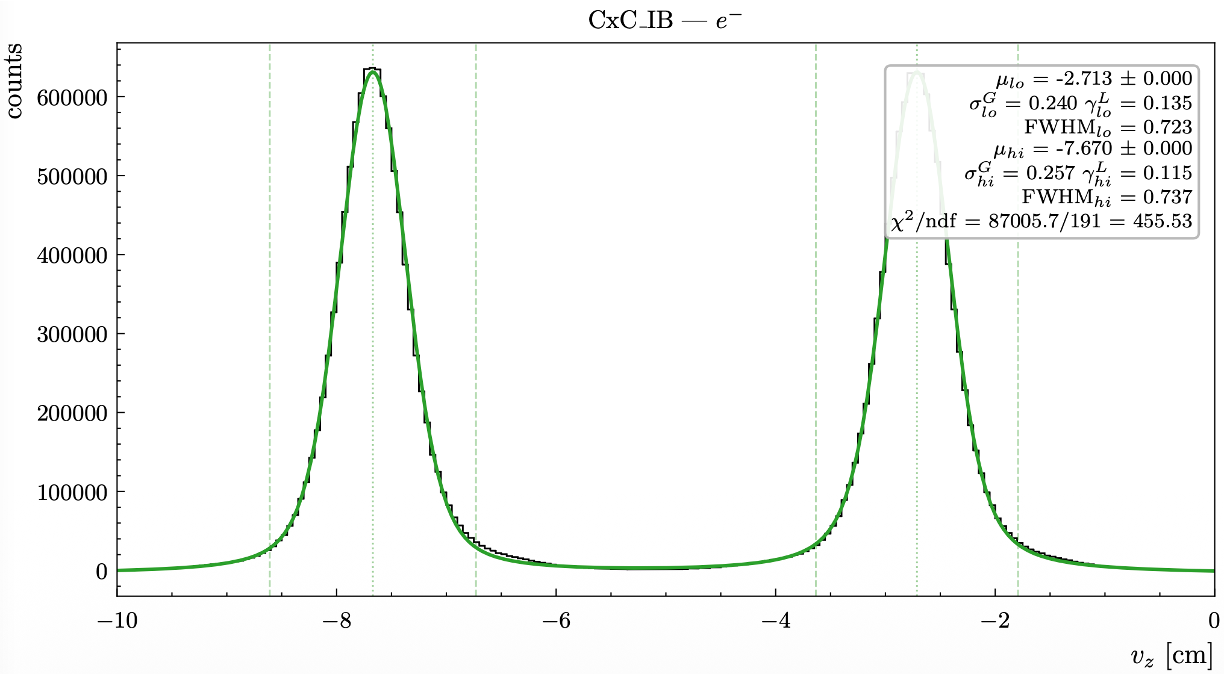 CxC_IB — e⁻
counts
600000
500000
400000
300000
200000
100000
0
μ_lo = -2.713 ± 0.000
σ^G_lo = 0.240 γ^L_lo = 0.135
FWHM_lo = 0.723
μ_hi = -7.670 ± 0.000
σ^G_hi = 0.257 γ^L_hi = 0.115
FWHM_hi = 0.737
χ²/ndf = 87005.7/191 = 455.53
−10 −8 −6 −4 −2 0
v_z [cm]